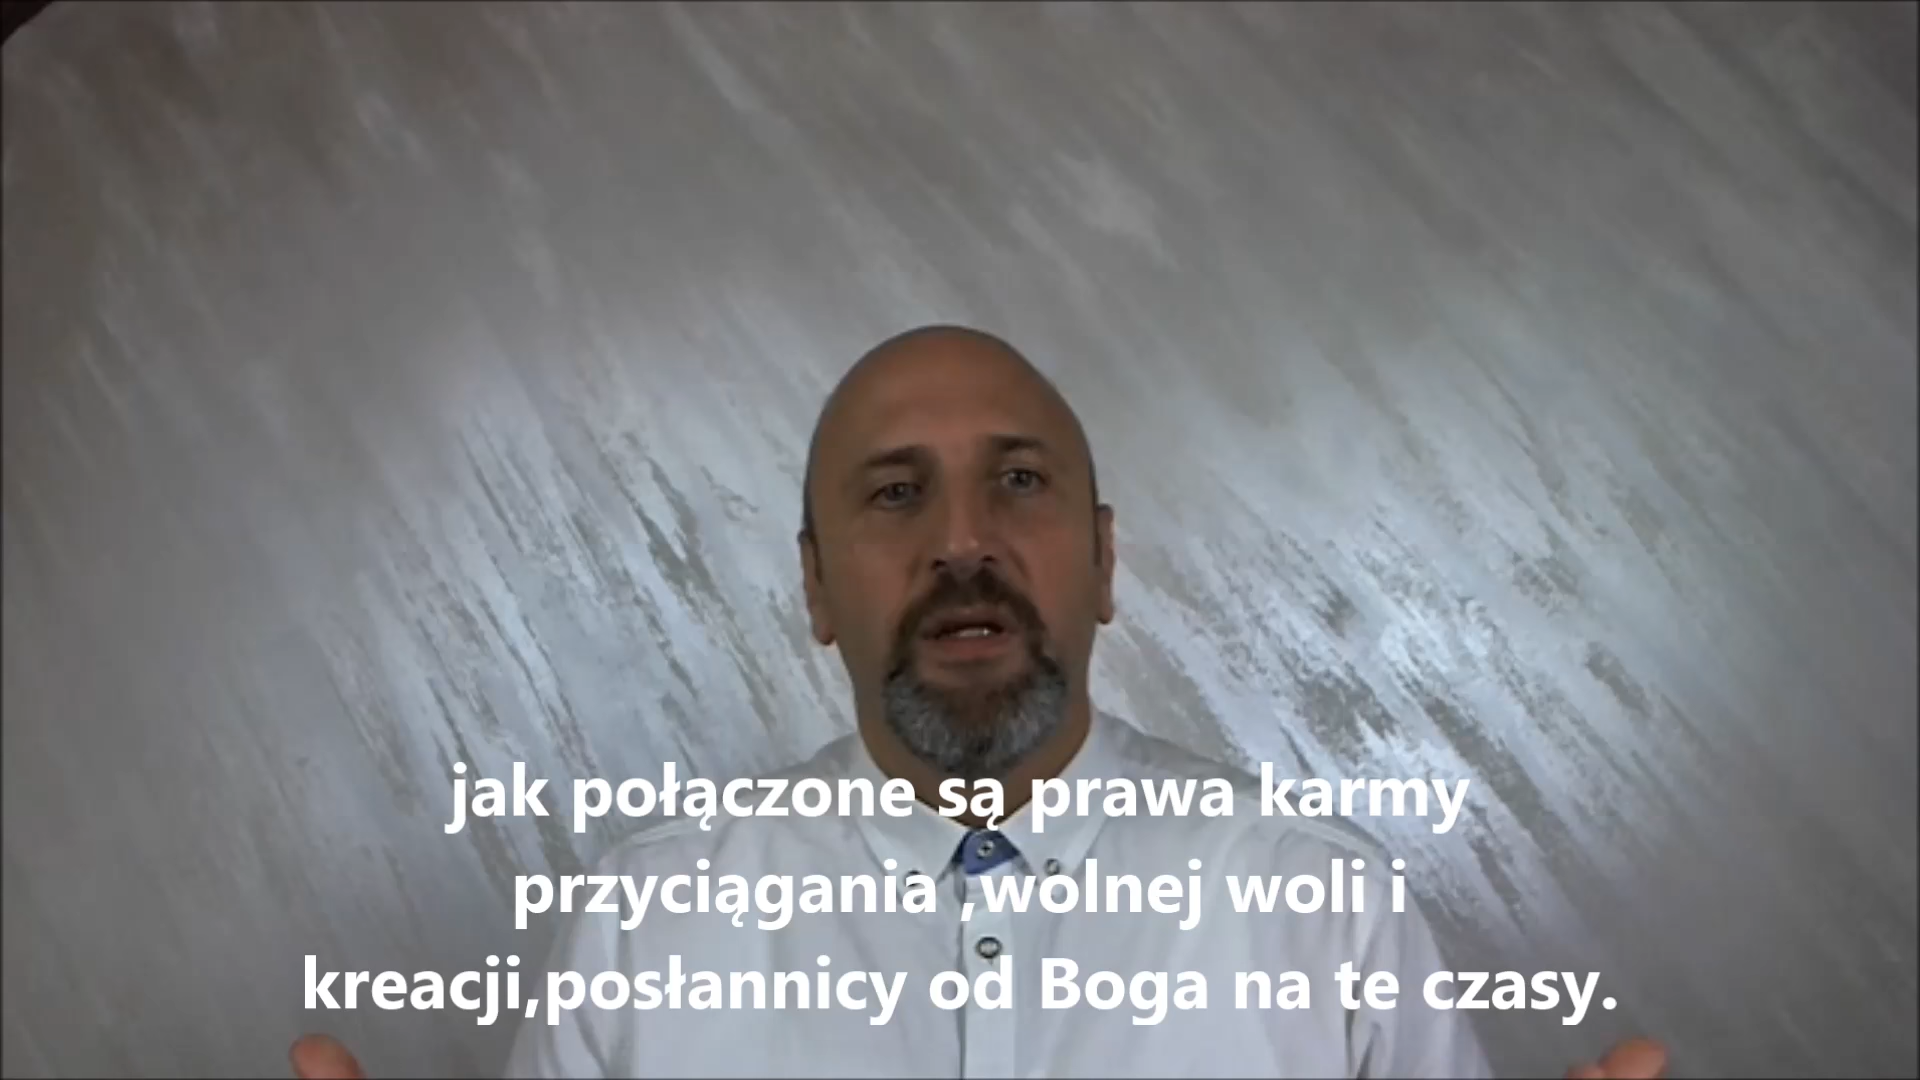 jak połączone są prawa karmy
przyciągania ,wolnej woli i
kreacji,posłannicy od Boga na te czasy.